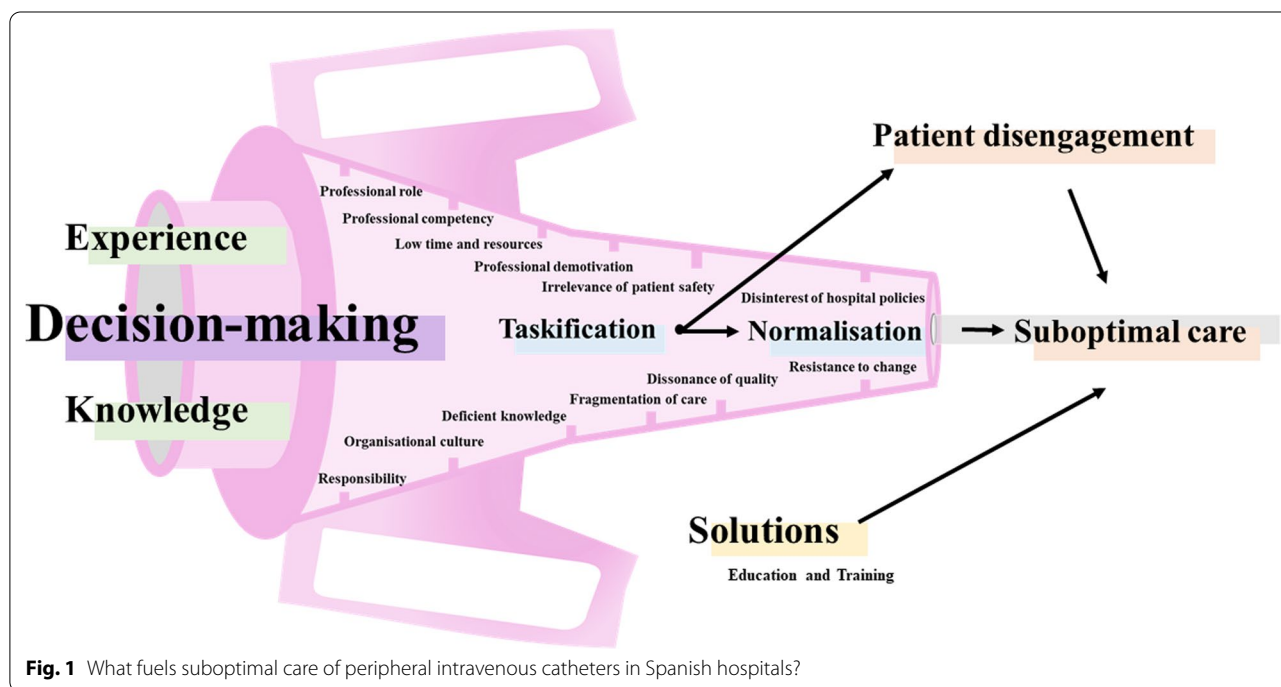 Patient disengagement
Experience
Decision-making
Knowledge
Professional role
Professional competency
Low time and resources
Professional demotivation
Irrelevance of patient safety
Disinterest of hospital policies
Taskification
Normalisation
Suboptimal care
Resistance to change
Dissonance of quality
Fragmentation of care
Deficient knowledge
Organisational culture
Responsibility
Solutions
Education and Training
Fig. 1 What fuels suboptimal care of peripheral intravenous catheters in Spanish hospitals?